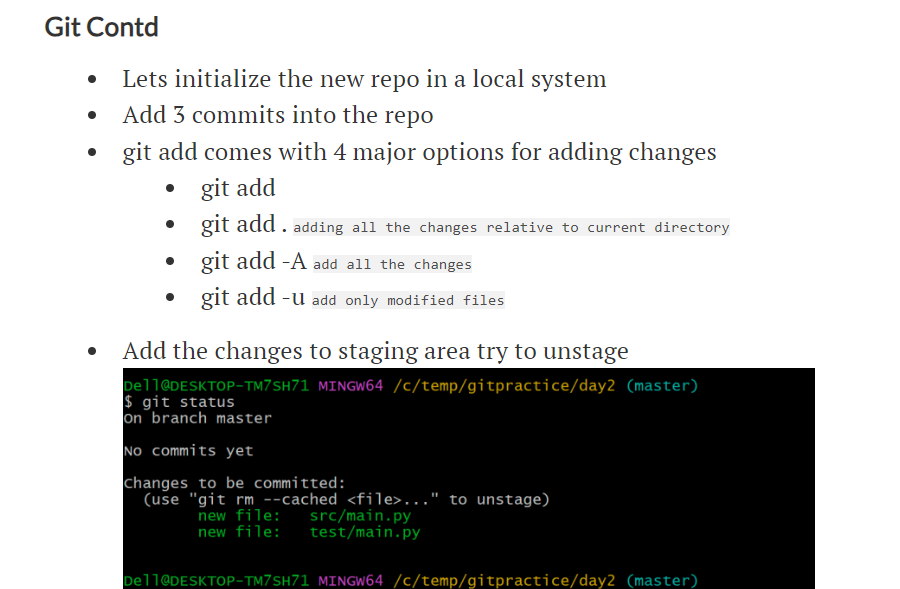 Git Contd
Lets initialize the new repo in a local system
Add 3 commits into the repo
git add comes with 4 major options for adding changes
git add
git add . adding all the changes relative to current directory
git add -A add all the changes
git add -u add only modified files
Add the changes to staging area try to unstage
Dell@DESKTOP-TM7SH71 MINGW64 /c/temp/gitpractice/day2 (master)
$ git status
On branch master
No commits yet
Changes to be committed:
(use "git rm --cached <file>..." to unstage)
new file: src/main.py
new file: test/main.py
Dell@DESKTOP-TM7SH71 MINGW64 /c/temp/gitpractice/day2 (master)